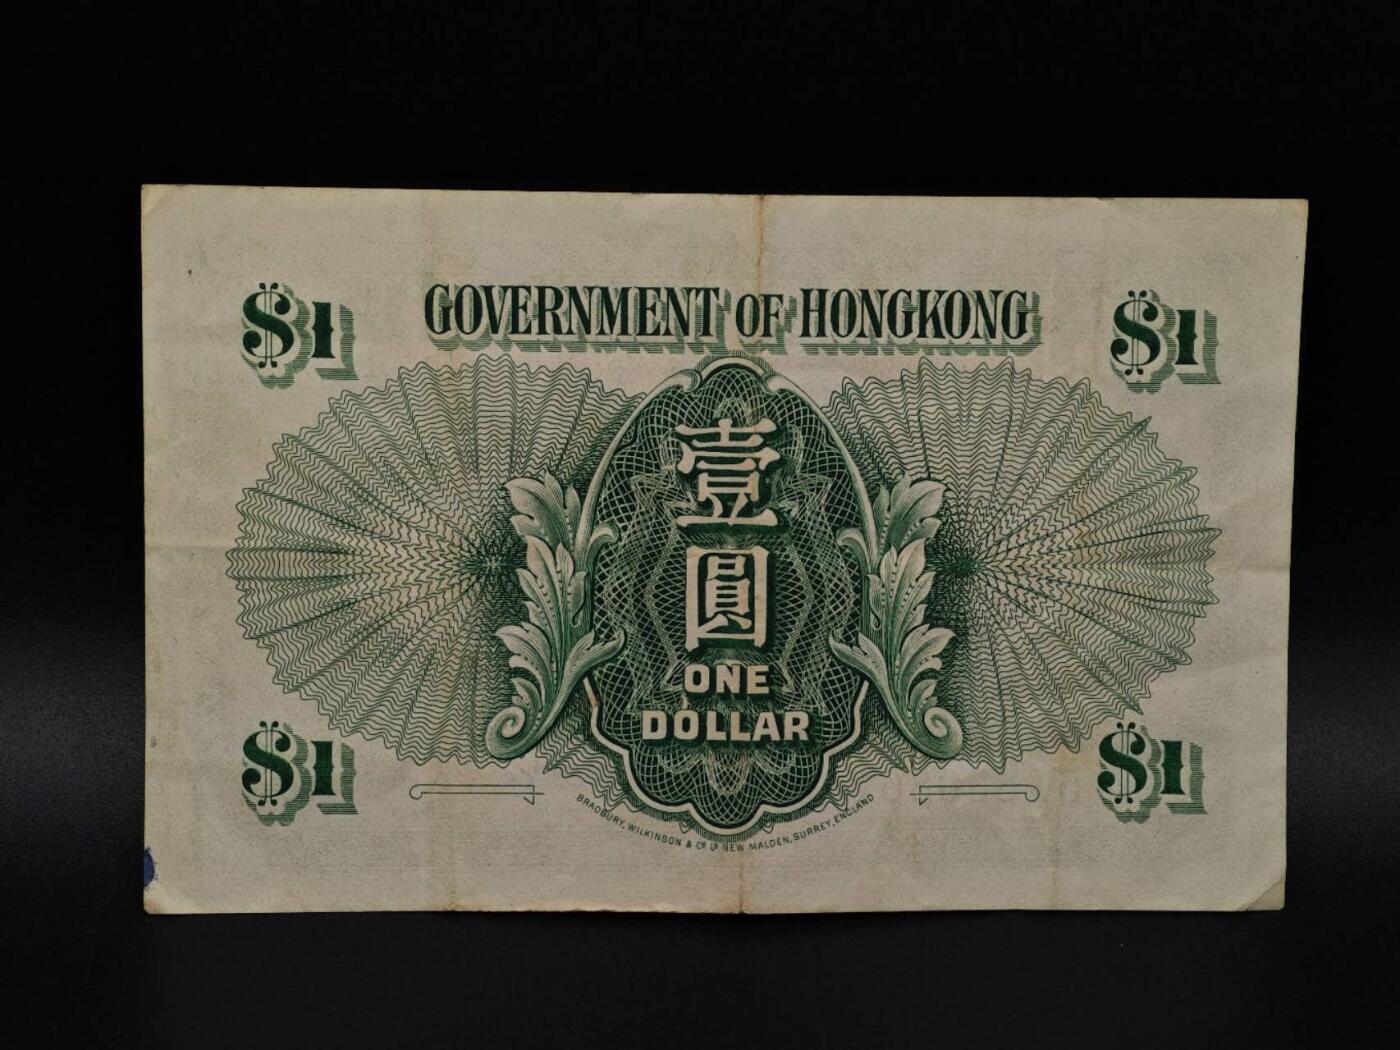 $1
GOVERNMENT OF HONGKONG
$1
壹
圓
ONE
DOLLAR
$1
$1
BRADBURY, WILKINSON & Cº Lᴰ NEW MALDEN, SURREY, ENGLAND